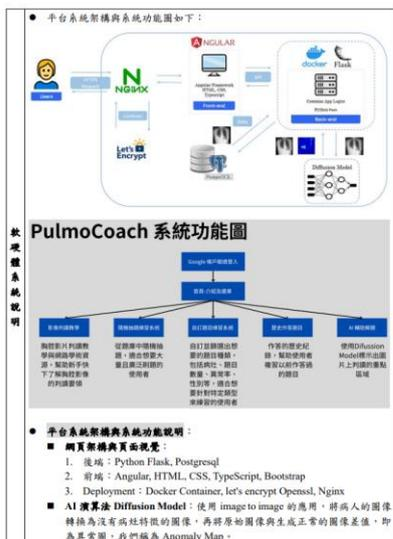 ● 平台系統架構與系統功能圖如下：
NGINX
Let's
Encrypt
ANGULAR
Angular Framework
HTML, CSS,
Typescript
Front-end
docker
Flask
Back-end
PostgreSQL
Diffusion Model
軟硬體系統說明
PulmoCoach 系統功能圖
Google 帳戶驗證登入
首頁-介紹及選單
影像判讀教學
隨機抽題練習系統
自訂題目練習系統
歷史作答題目
AI 輔助解題
胸腔影片判讀教
學與網路學術資
源，幫助新手快
下了解胸腔影像
的判讀要領
從題庫中隨機抽
題，適合想要大
量且廣泛刷題的
使用者
自訂並篩選出想
要的題目種類，
包括病灶、題目
數量、異常率、
性別等，適合想
要針對特定類型
來練習的使用者
作答的歷史紀
錄，幫助使用者
複習以前作答過
的題目
使用Difussion
Model標示出圖
片上判讀的重點
區域
● 平台系統架構與系統功能說明：
■ 網頁架構與頁面視覺：
1. 後端：Python Flask, Postgresql
2. 前端：Angular, HTML, CSS, TypeScript, Bootstrap
3. Deployment：Docker Container, let's encrypt Openssl, Nginx
■ AI 演算法 Diffusion Model：使用 image to image 的應用，將病人的圖像
轉換為沒有病灶特徵的圖像，再將原始圖像與生成正常的圖像差值，即
為異常圖，我們稱為 Anomaly Map。